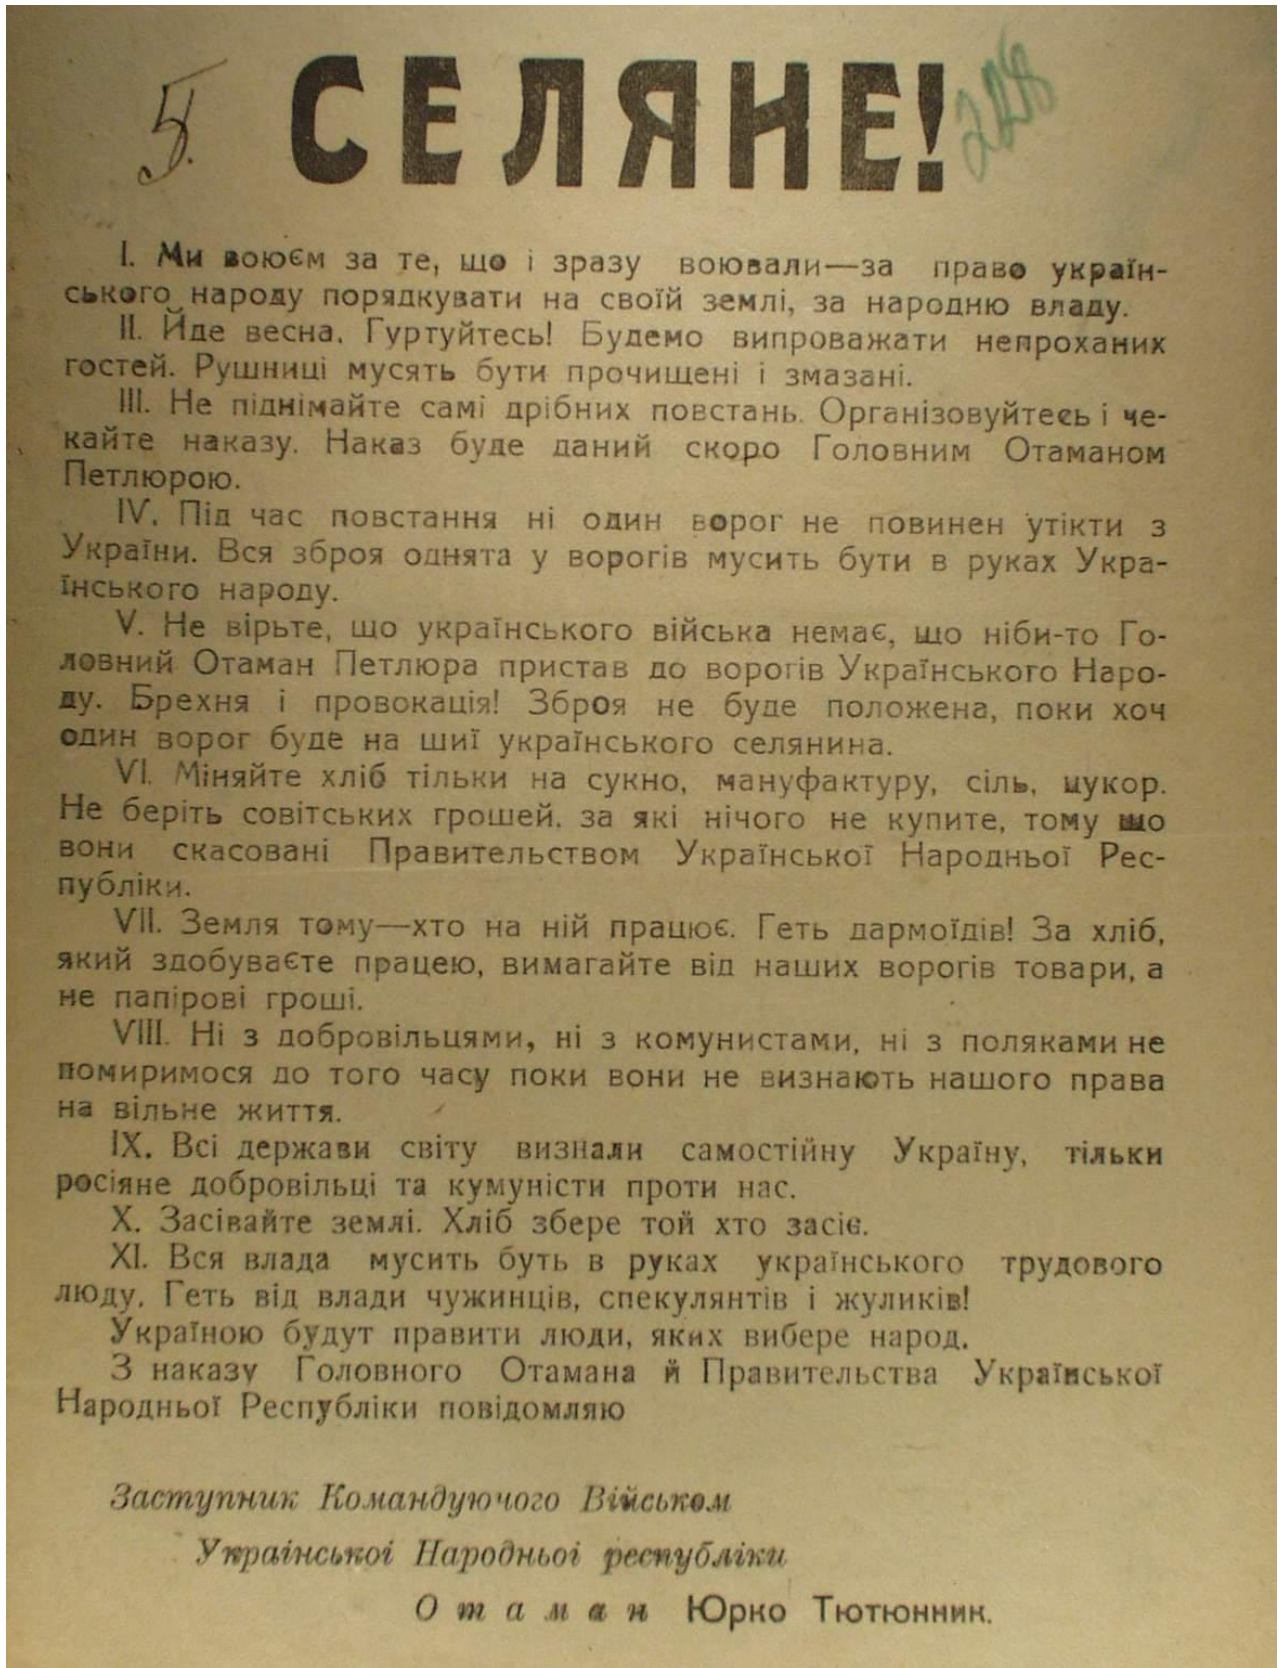 5.
СЕЛЯНЕ!
228
I. Ми воюєм за те, що і зразу воювали—за право україн-
ського народу порядкувати на своїй землі, за народню владу.
II. Йде весна. Гуртуйтесь! Будемо випроважати непроханих
гостей. Рушниці мусять бути прочищені і змазані.
III. Не піднімайте самі дрібних повстань. Організовуйтесь і че-
кайте наказу. Наказ буде даний скоро Головним Отаманом
Петлюрою.
IV. Під час повстання ні один ворог не повинен утікти з
України. Вся зброя однята у ворогів мусить бути в руках Укра-
їнського народу.
V. Не вірьте, що українського війська немає, що ніби-то Го-
ловний Отаман Петлюра пристав до ворогів Українського Наро-
ду. Брехня і провокація! Зброя не буде положена, поки хоч
один ворог буде на шиї українського селянина.
VI. Міняйте хліб тільки на сукно, мануфактуру, сіль, цукор.
Не беріть совітських грошей. за які нічого не купите, тому що
вони скасовані Правительством Української Народньої Рес-
публіки.
VII. Земля тому—хто на ній працює. Геть дармоїдів! За хліб,
який здобуваєте працею, вимагайте від наших ворогів товари, а
не папірові гроші.
VIII. Ні з добровільцями, ні з комунистами, ні з поляками не
помиримося до того часу поки вони не визнають нашого права
на вільне життя.
IX. Всі держави світу визнали самостійну Україну, тільки
росіяне добровільці та кумуністи проти нас.
X. Засівайте землі. Хліб збере той хто засіє.
XI. Вся влада мусить буть в руках українського трудового
люду. Геть від влади чужинців, спекулянтів і жуликів!
Україною будут правити люди, яких вибере народ.
З наказу Головного Отамана й Правительства Української
Народньої Республіки повідомляю
Заступник Командуючого Військом
Української Народньої республіки
Отаман Юрко Тютюнник.